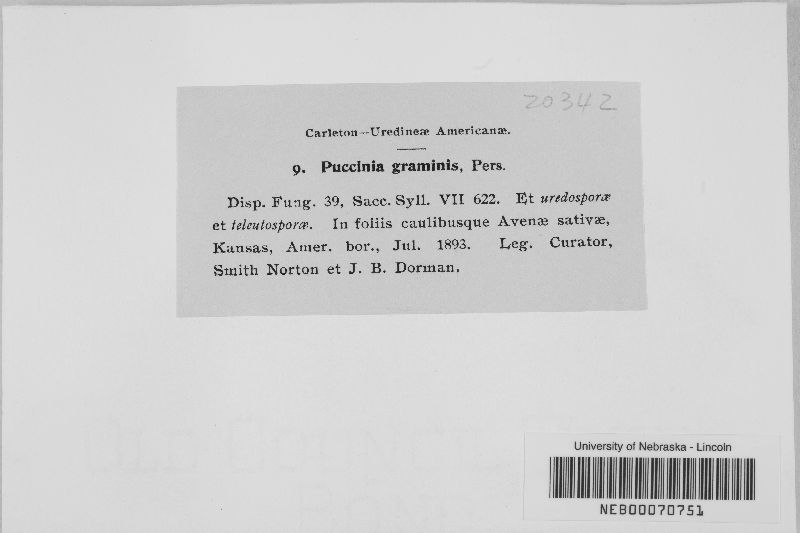 20342
Carleton—Uredineæ Americanæ.
9. Puccinia graminis, Pers.
Disp. Fung. 39, Sacc. Syll. VII 622. Et uredosporæ
et teleutosporæ. In foliis caulibusque Avenæ sativæ,
Kansas, Amer. bor., Jul. 1893. Leg. Curator,
Smith Norton et J. B. Dorman.
University of Nebraska - Lincoln
NEB00070751